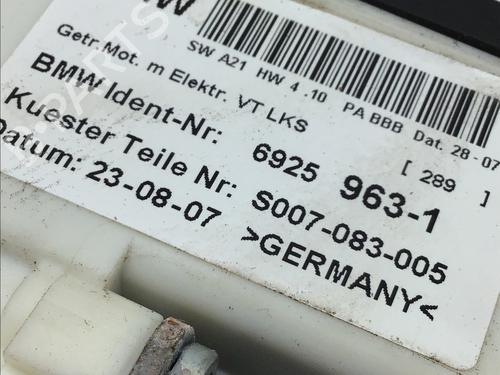 SW A21 HW 4.10 PA BBB Dat. 28-07
Getr.Mot. m Elektr. VT LKS
BMW Ident-Nr: 6925 963-1 [ 289 ]
Kuester Teile Nr: S007-083-005
Datum: 23-08-07 >GERMANY<